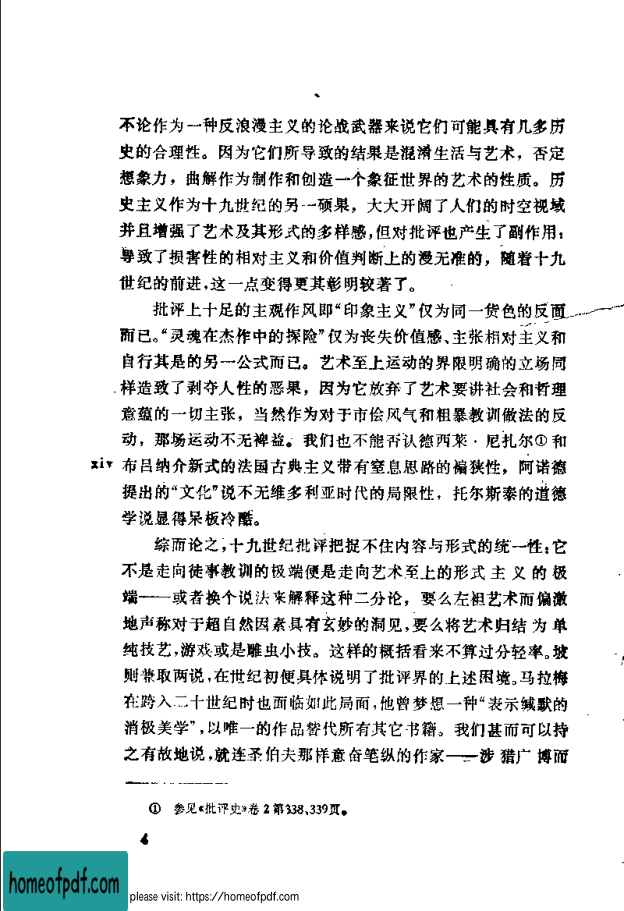 不论作为一种反浪漫主义的论战武器来说它们可能具有几多历
史的合理性。因为它们所导致的结果是混淆生活与艺术，否定
想象力，曲解作为制作和创造一个象征世界的艺术的性质。历
史主义作为十九世纪的另一硕果，大大开阔了人们的时空视域
并且增强了艺术及其形式的多样感，但对批评也产生了副作用：
导致了损害性的相对主义和价值判断上的漫无准的，随着十九
世纪的前进，这一点变得更其彰明较著了。
批评上十足的主观作风即“印象主义”仅为同一货色的反面
而已。“灵魂在杰作中的探险”仅为丧失价值感、主张相对主义和
自行其是的另一公式而已。艺术至上运动的界限明确的立场同
样造致了剥夺人性的恶果，因为它放弃了艺术要讲社会和哲理
意蕴的一切主张，当然作为对于市侩风气和粗暴教训做法的反
动，那场运动不无裨益。我们也不能否认德西莱·尼扎尔①和
xiv 布吕纳介新式的法国古典主义带有窒息思路的偏狭性，阿诺德
提出的“文化”说不无维多利亚时代的局限性，托尔斯泰的道德
学说显得呆板冷酷。
综而论之，十九世纪批评把捉不住内容与形式的统一性；它
不是走向徒事教训的极端便是走向艺术至上的形式主义的极
端——或者换个说法来解释这种二分论，要么左袒艺术而偏激
地声称对于超自然因素具有玄妙的洞见，要么将艺术归结为单
纯技艺，游戏或是雕虫小技。这样的概括看来不算过分轻率。坡
则兼取两说，在世纪初便具体说明了批评界的上述困境。马拉梅
在跨入二十世纪时也面临如此局面，他曾梦想一种“表示缄默的
消极美学”，以唯一的作品替代所有其它书籍。我们甚而可以持
之有故地说，就连圣伯夫那样意奋笔纵的作家——涉猎广博而
① 参见《批评史》卷2第338、339页。
4
homeofpdf.com
please visit: https://homeofpdf.com